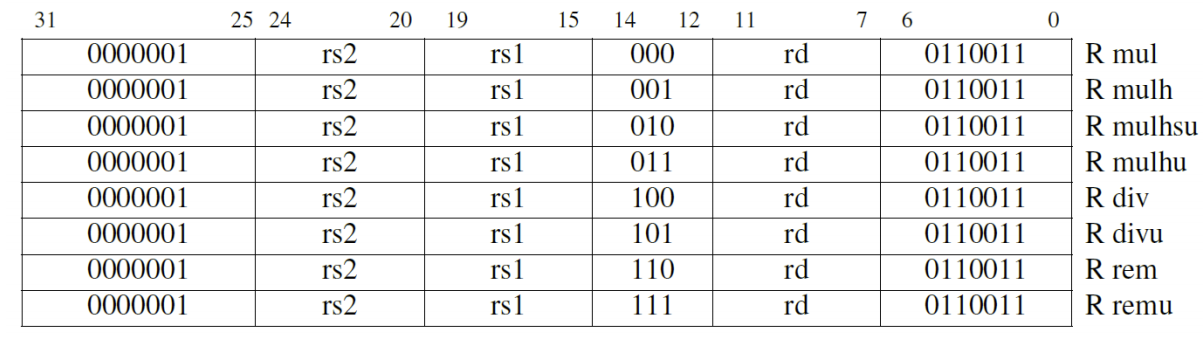 31 25 24 20 19 15 14 12 11 7 6 0
0000001 rs2 rs1 000 rd 0110011 R mul
0000001 rs2 rs1 001 rd 0110011 R mulh
0000001 rs2 rs1 010 rd 0110011 R mulhsu
0000001 rs2 rs1 011 rd 0110011 R mulhu
0000001 rs2 rs1 100 rd 0110011 R div
0000001 rs2 rs1 101 rd 0110011 R divu
0000001 rs2 rs1 110 rd 0110011 R rem
0000001 rs2 rs1 111 rd 0110011 R remu